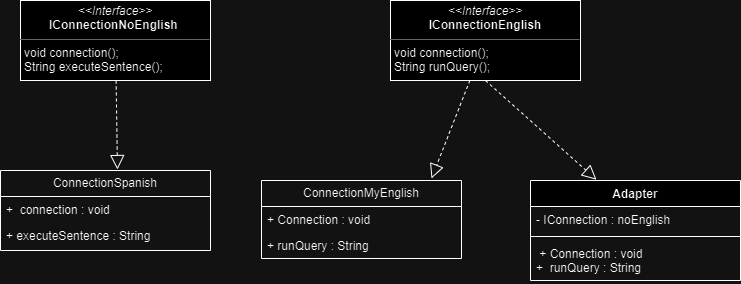 <<Interface>>
IConnectionNoEnglish
void connection();
String executeSentence();
<<Interface>>
IConnectionEnglish
void connection();
String runQuery();
ConnectionSpanish
+ connection : void
+ executeSentence : String
ConnectionMyEnglish
+ Connection : void
+ runQuery : String
Adapter
- IConnection : noEnglish
+ Connection : void
+ runQuery : String